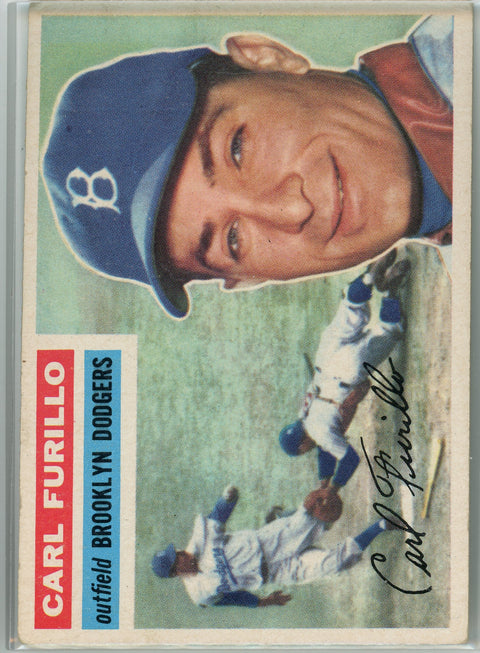 CARL FURILLO
outfield BROOKLYN DODGERS
B
Carl Furillo